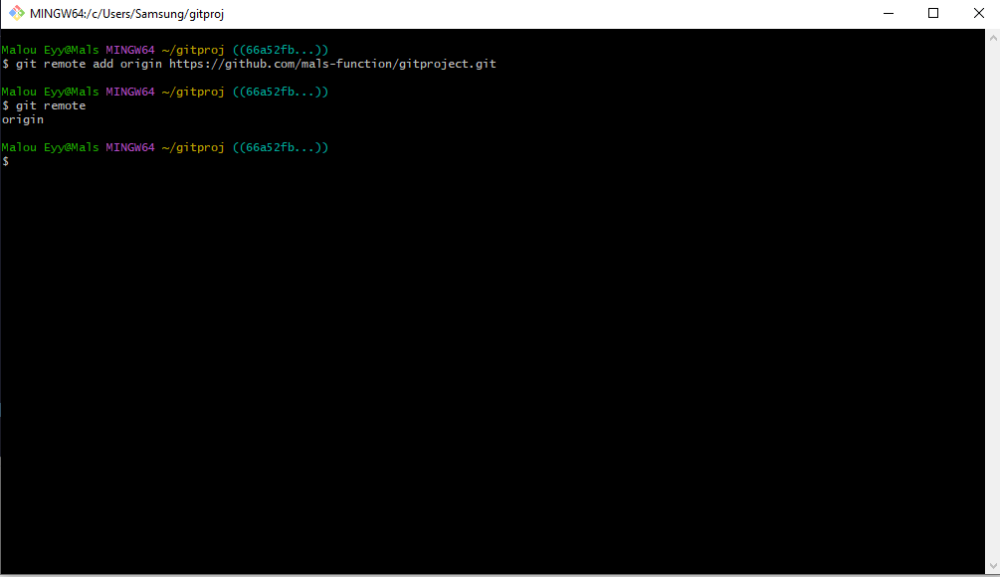 MINGW64:/c/Users/Samsung/gitproj
Malou Eyy@Mals MINGW64 ~/gitproj ((66a52fb...))
$ git remote add origin https://github.com/mals-function/gitproject.git
Malou Eyy@Mals MINGW64 ~/gitproj ((66a52fb...))
$ git remote
origin
Malou Eyy@Mals MINGW64 ~/gitproj ((66a52fb...))
$